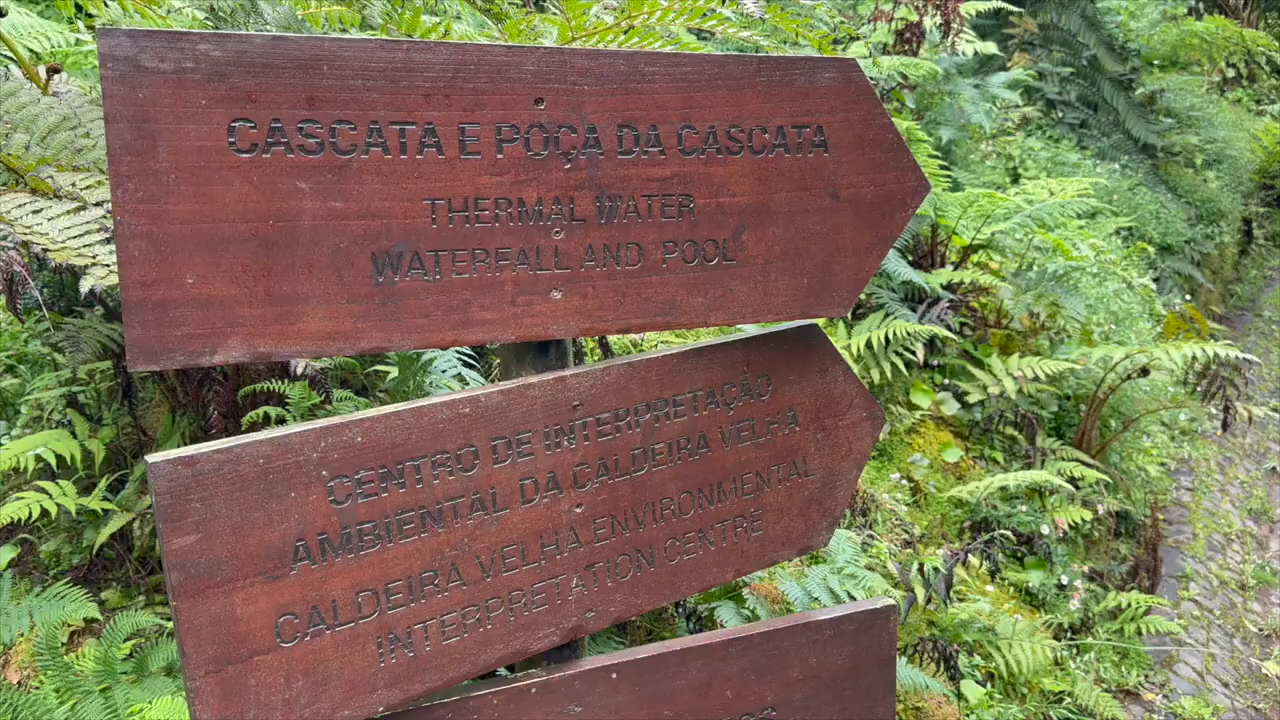 CASCATA E POÇA DA CASCATA
THERMAL WATER
WATERFALL AND POOL
CENTRO DE INTERPRETAÇÃO
AMBIENTAL DA CALDEIRA VELHA
CALDEIRA VELHA ENVIRONMENTAL
INTERPRETATION CENTRE